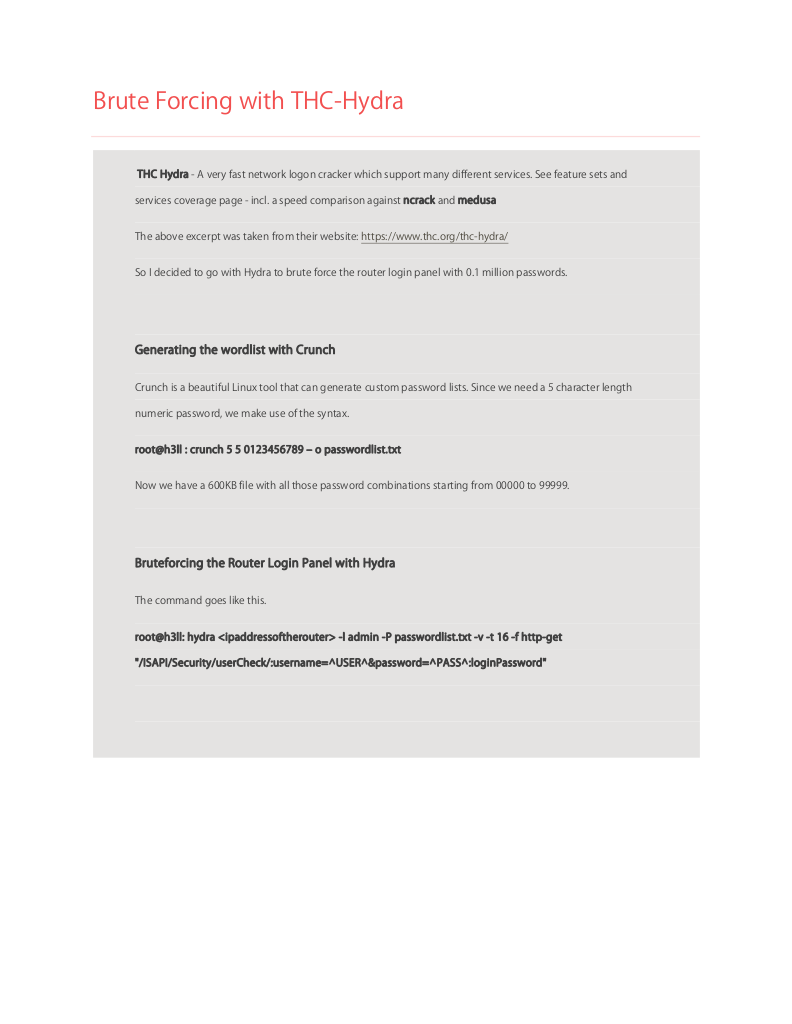 Brute Forcing with THC-Hydra
THC Hydra - A very fast network logon cracker which support many different services. See feature sets and
services coverage page - incl. a speed comparison against ncrack and medusa
The above excerpt was taken from their website: https://www.thc.org/thc-hydra/
So I decided to go with Hydra to brute force the router login panel with 0.1 million passwords.
Generating the wordlist with Crunch
Crunch is a beautiful Linux tool that can generate custom password lists. Since we need a 5 character length
numeric password, we make use of the syntax.
root@h3ll : crunch 5 5 0123456789 – o passwordlist.txt
Now we have a 600KB file with all those password combinations starting from 00000 to 99999.
Bruteforcing the Router Login Panel with Hydra
The command goes like this.
root@h3ll: hydra <ipaddressoftherouter> -l admin -P passwordlist.txt -v -t 16 -f http-get
"/ISAPI/Security/userCheck/:username=^USER^&password=^PASS^:loginPassword"